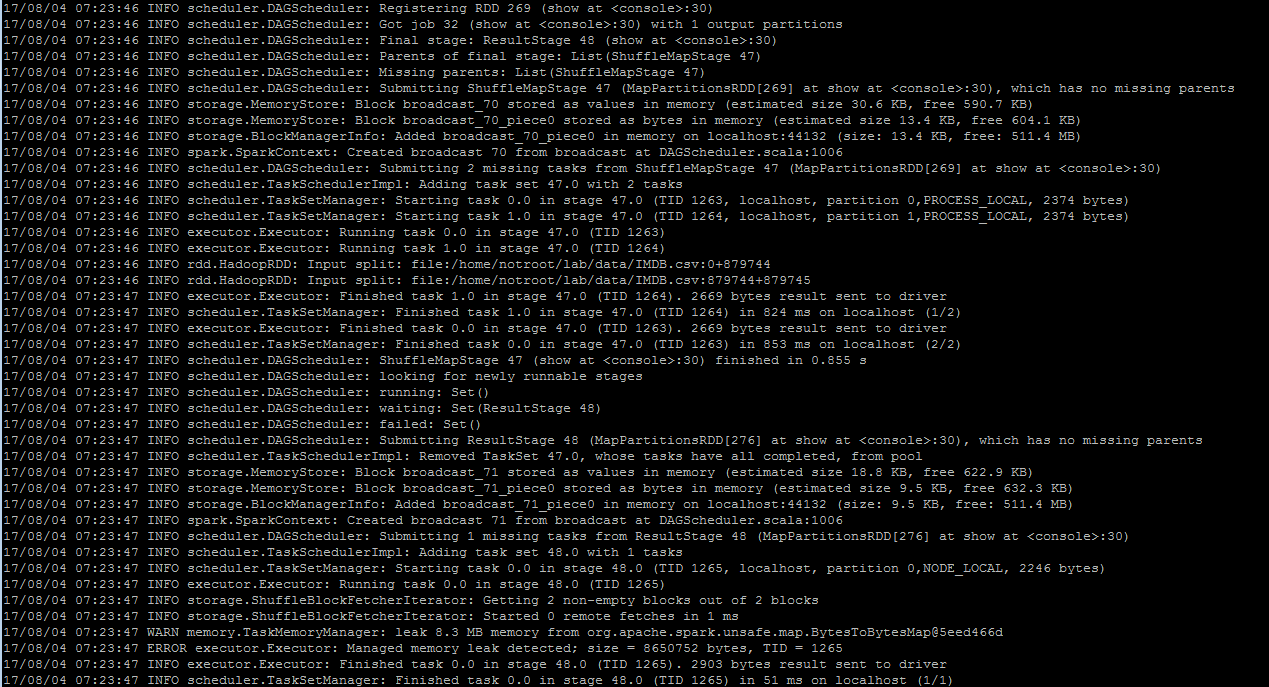 17/08/04 07:23:46 INFO scheduler.DAGScheduler: Registering RDD 269 (show at <console>:30)
17/08/04 07:23:46 INFO scheduler.DAGScheduler: Got job 32 (show at <console>:30) with 1 output partitions
17/08/04 07:23:46 INFO scheduler.DAGScheduler: Final stage: ResultStage 48 (show at <console>:30)
17/08/04 07:23:46 INFO scheduler.DAGScheduler: Parents of final stage: List(ShuffleMapStage 47)
17/08/04 07:23:46 INFO scheduler.DAGScheduler: Missing parents: List(ShuffleMapStage 47)
17/08/04 07:23:46 INFO scheduler.DAGScheduler: Submitting ShuffleMapStage 47 (MapPartitionsRDD[269] at show at <console>:30), which has no missing parents
17/08/04 07:23:46 INFO storage.MemoryStore: Block broadcast_70 stored as values in memory (estimated size 30.6 KB, free 590.7 KB)
17/08/04 07:23:46 INFO storage.MemoryStore: Block broadcast_70_piece0 stored as bytes in memory (estimated size 13.4 KB, free 604.1 KB)
17/08/04 07:23:46 INFO storage.BlockManagerInfo: Added broadcast_70_piece0 in memory on localhost:44132 (size: 13.4 KB, free: 511.4 MB)
17/08/04 07:23:46 INFO spark.SparkContext: Created broadcast 70 from broadcast at DAGScheduler.scala:1006
17/08/04 07:23:46 INFO scheduler.DAGScheduler: Submitting 2 missing tasks from ShuffleMapStage 47 (MapPartitionsRDD[269] at show at <console>:30)
17/08/04 07:23:46 INFO scheduler.TaskSchedulerImpl: Adding task set 47.0 with 2 tasks
17/08/04 07:23:46 INFO scheduler.TaskSetManager: Starting task 0.0 in stage 47.0 (TID 1263, localhost, partition 0,PROCESS_LOCAL, 2374 bytes)
17/08/04 07:23:46 INFO scheduler.TaskSetManager: Starting task 1.0 in stage 47.0 (TID 1264, localhost, partition 1,PROCESS_LOCAL, 2374 bytes)
17/08/04 07:23:46 INFO executor.Executor: Running task 0.0 in stage 47.0 (TID 1263)
17/08/04 07:23:46 INFO executor.Executor: Running task 1.0 in stage 47.0 (TID 1264)
17/08/04 07:23:46 INFO rdd.HadoopRDD: Input split: file:/home/notroot/lab/data/IMDB.csv:0+879744
17/08/04 07:23:46 INFO rdd.HadoopRDD: Input split: file:/home/notroot/lab/data/IMDB.csv:879744+879745
17/08/04 07:23:47 INFO executor.Executor: Finished task 1.0 in stage 47.0 (TID 1264). 2669 bytes result sent to driver
17/08/04 07:23:47 INFO scheduler.TaskSetManager: Finished task 1.0 in stage 47.0 (TID 1264) in 824 ms on localhost (1/2)
17/08/04 07:23:47 INFO executor.Executor: Finished task 0.0 in stage 47.0 (TID 1263). 2669 bytes result sent to driver
17/08/04 07:23:47 INFO scheduler.TaskSetManager: Finished task 0.0 in stage 47.0 (TID 1263) in 853 ms on localhost (2/2)
17/08/04 07:23:47 INFO scheduler.DAGScheduler: ShuffleMapStage 47 (show at <console>:30) finished in 0.855 s
17/08/04 07:23:47 INFO scheduler.DAGScheduler: looking for newly runnable stages
17/08/04 07:23:47 INFO scheduler.DAGScheduler: running: Set()
17/08/04 07:23:47 INFO scheduler.DAGScheduler: waiting: Set(ResultStage 48)
17/08/04 07:23:47 INFO scheduler.DAGScheduler: failed: Set()
17/08/04 07:23:47 INFO scheduler.DAGScheduler: Submitting ResultStage 48 (MapPartitionsRDD[276] at show at <console>:30), which has no missing parents
17/08/04 07:23:47 INFO scheduler.TaskSchedulerImpl: Removed TaskSet 47.0, whose tasks have all completed, from pool
17/08/04 07:23:47 INFO storage.MemoryStore: Block broadcast_71 stored as values in memory (estimated size 18.8 KB, free 622.9 KB)
17/08/04 07:23:47 INFO storage.MemoryStore: Block broadcast_71_piece0 stored as bytes in memory (estimated size 9.5 KB, free 632.3 KB)
17/08/04 07:23:47 INFO storage.BlockManagerInfo: Added broadcast_71_piece0 in memory on localhost:44132 (size: 9.5 KB, free: 511.4 MB)
17/08/04 07:23:47 INFO spark.SparkContext: Created broadcast 71 from broadcast at DAGScheduler.scala:1006
17/08/04 07:23:47 INFO scheduler.DAGScheduler: Submitting 1 missing tasks from ResultStage 48 (MapPartitionsRDD[276] at show at <console>:30)
17/08/04 07:23:47 INFO scheduler.TaskSchedulerImpl: Adding task set 48.0 with 1 tasks
17/08/04 07:23:47 INFO scheduler.TaskSetManager: Starting task 0.0 in stage 48.0 (TID 1265, localhost, partition 0,NODE_LOCAL, 2246 bytes)
17/08/04 07:23:47 INFO executor.Executor: Running task 0.0 in stage 48.0 (TID 1265)
17/08/04 07:23:47 INFO storage.ShuffleBlockFetcherIterator: Getting 2 non-empty blocks out of 2 blocks
17/08/04 07:23:47 INFO storage.ShuffleBlockFetcherIterator: Started 0 remote fetches in 1 ms
17/08/04 07:23:47 WARN memory.TaskMemoryManager: leak 8.3 MB memory from org.apache.spark.unsafe.map.BytesToBytesMap@5eed466d
17/08/04 07:23:47 ERROR executor.Executor: Managed memory leak detected; size = 8650752 bytes, TID = 1265
17/08/04 07:23:47 INFO executor.Executor: Finished task 0.0 in stage 48.0 (TID 1265). 2903 bytes result sent to driver
17/08/04 07:23:47 INFO scheduler.TaskSetManager: Finished task 0.0 in stage 48.0 (TID 1265) in 51 ms on localhost (1/1)